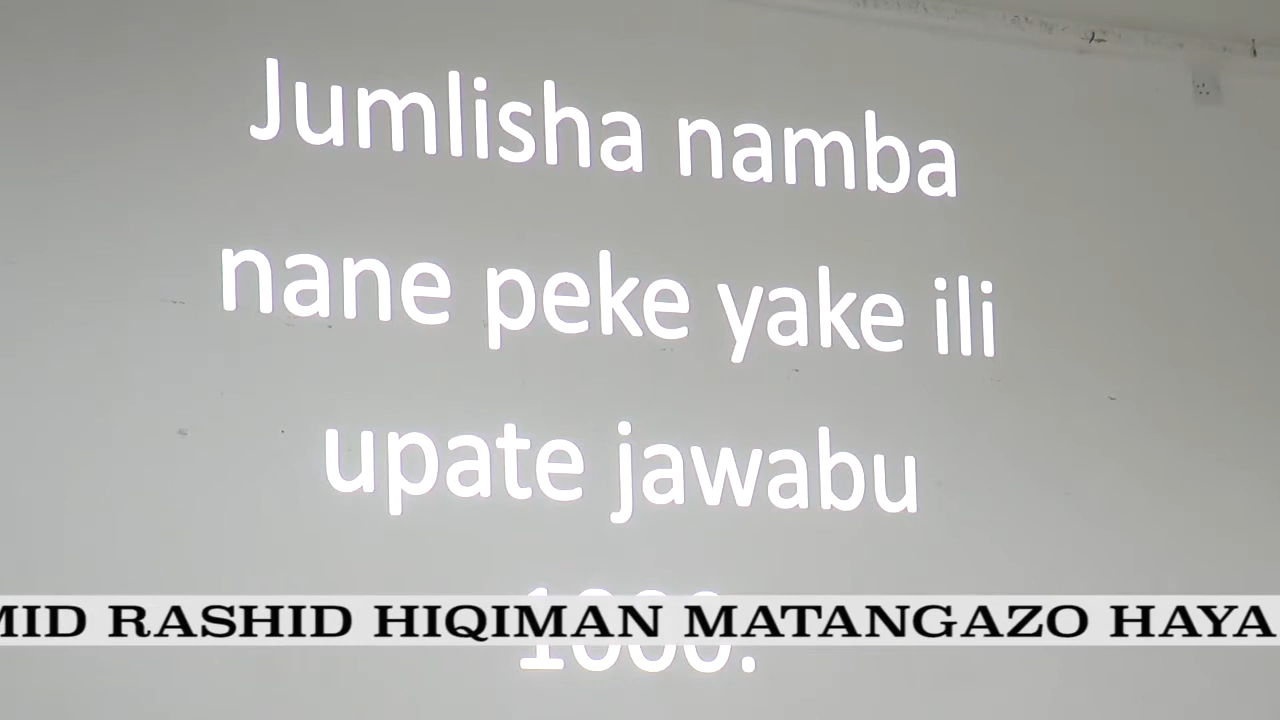 Jumlisha namba
nane peke yake ili
upate jawabu
1000.
MID RASHID HIQIMAN MATANGAZO HAYA